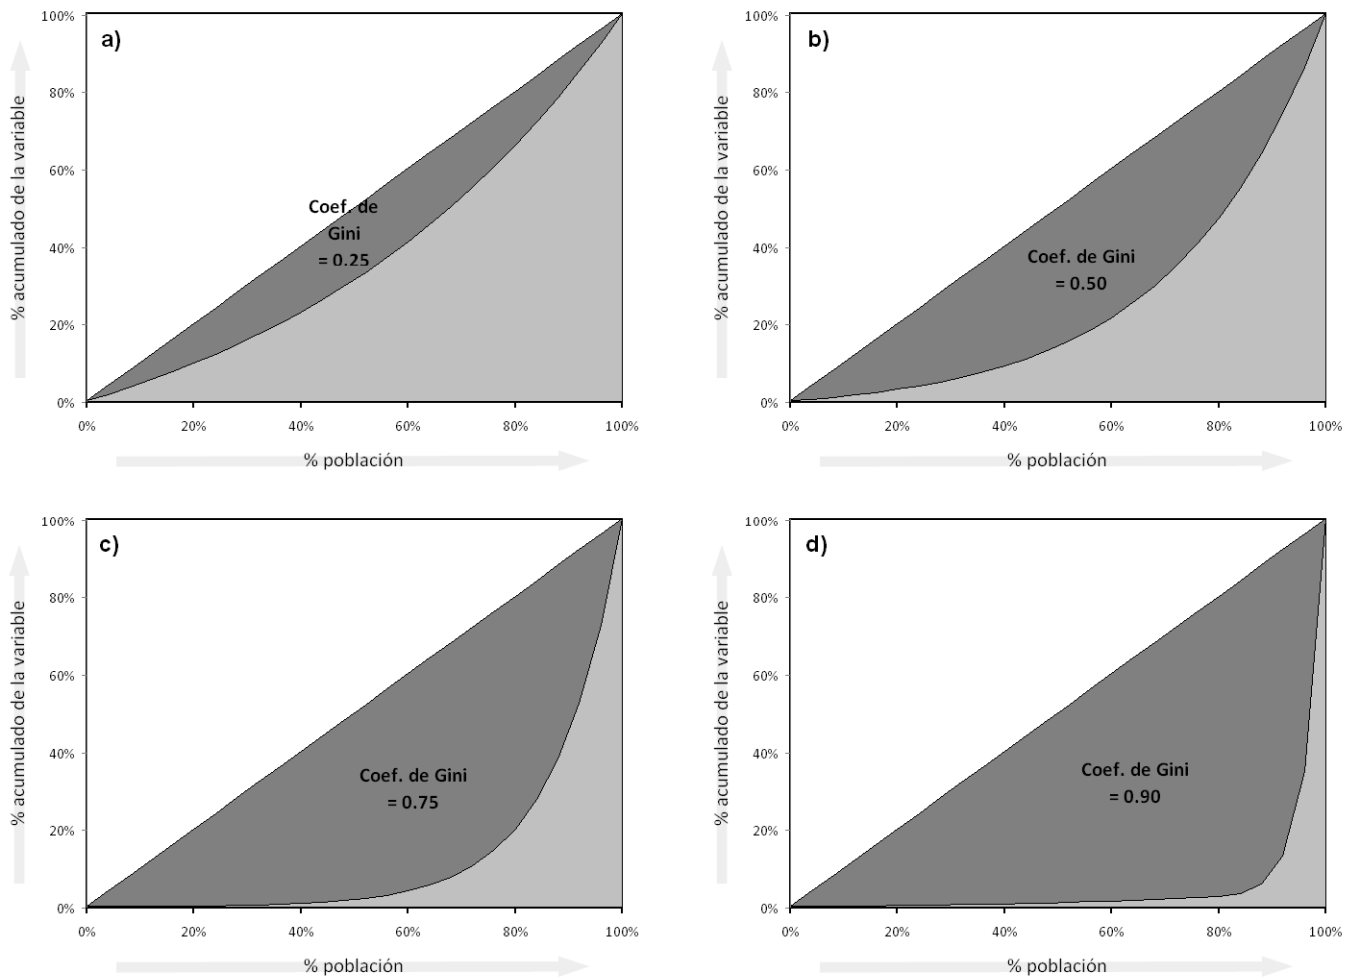 a)
100%
80%
60%
40%
20%
0%
% acumulado de la variable
Coef. de
Gini
= 0.25
0% 20% 40% 60% 80% 100%
% población
b)
100%
80%
60%
40%
20%
0%
% acumulado de la variable
Coef. de Gini
= 0.50
0% 20% 40% 60% 80% 100%
% población
c)
100%
80%
60%
40%
20%
0%
% acumulado de la variable
Coef. de Gini
= 0.75
0% 20% 40% 60% 80% 100%
% población
d)
100%
80%
60%
40%
20%
0%
% acumulado de la variable
Coef. de Gini
= 0.90
0% 20% 40% 60% 80% 100%
% población